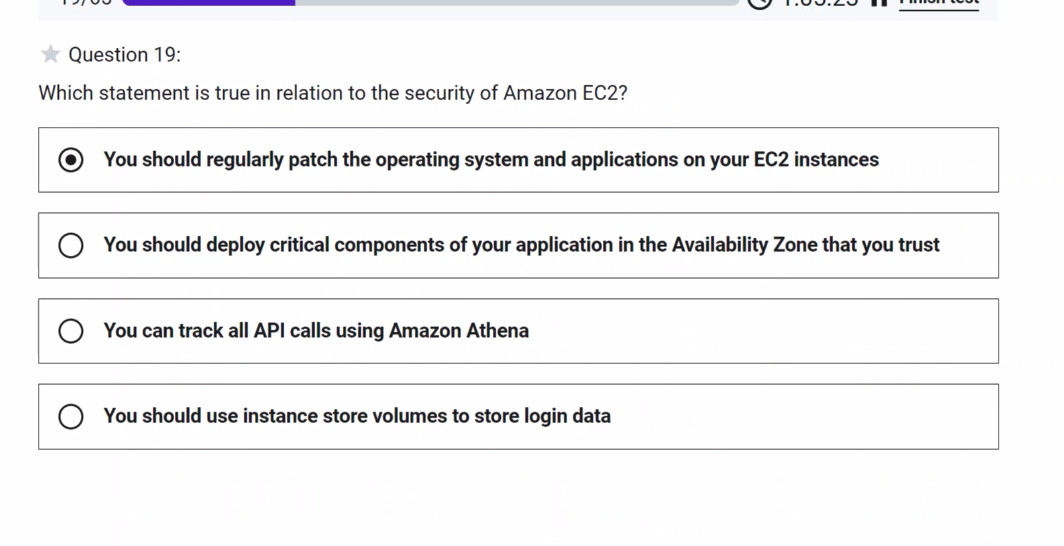 Question 19:
Which statement is true in relation to the security of Amazon EC2?
You should regularly patch the operating system and applications on your EC2 instances
You should deploy critical components of your application in the Availability Zone that you trust
You can track all API calls using Amazon Athena
You should use instance store volumes to store login data